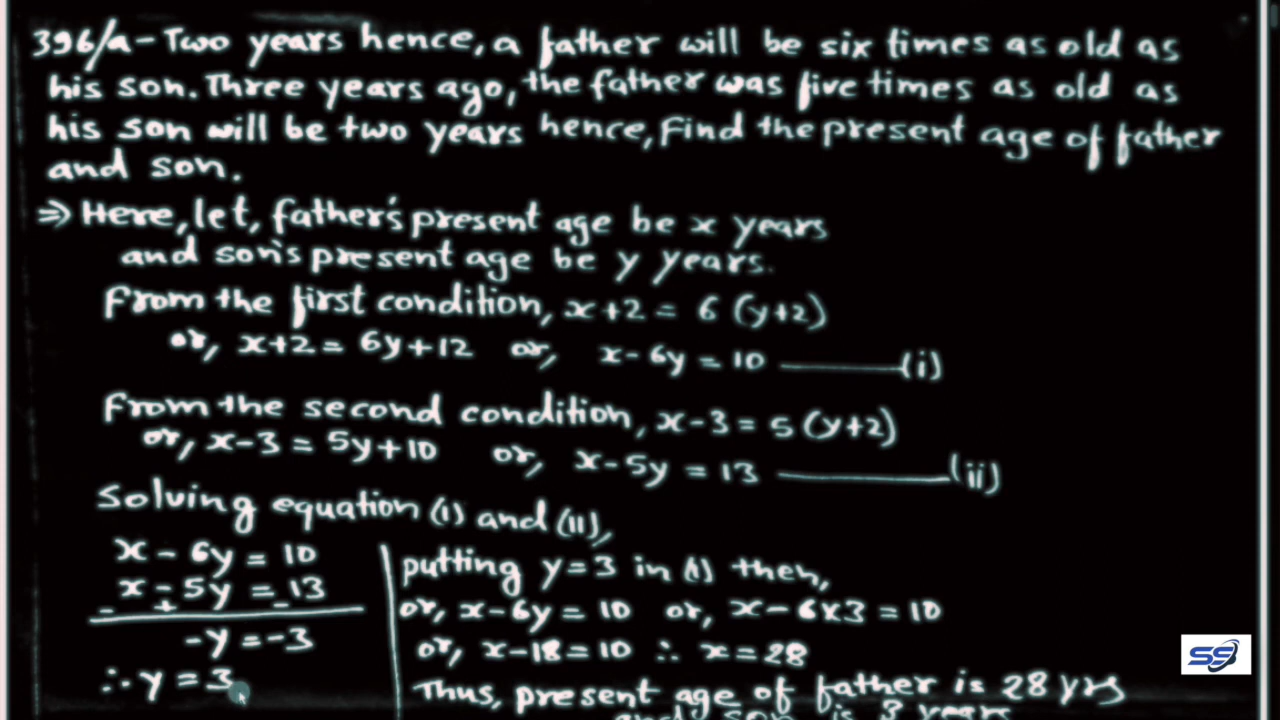 396/a - Two years hence, a father will be six times as old as
his son. Three years ago, the father was five times as old as
his son will be two years hence, Find the present age of father
and son.
⇒ Here, let, father's present age be x years
and son's present age be y years.
From the first condition, x+2 = 6 (y+2)
or, x+2 = 6y+12 or, x-6y = 10 ———(i)
From the second condition, x-3 = 5 (y+2)
or, x-3 = 5y+10 or, x-5y = 13 ———(ii)
Solving equation (i) and (ii),
x - 6y = 10
x - 5y = 13
- + -
-y = -3
∴ y = 3
putting y=3 in (i) then,
or, x-6y = 10 or, x-6x3 = 10
or, x-18=10 ∴ x=28
Thus, present age of father is 28 yrs
and son is 3 years
S9